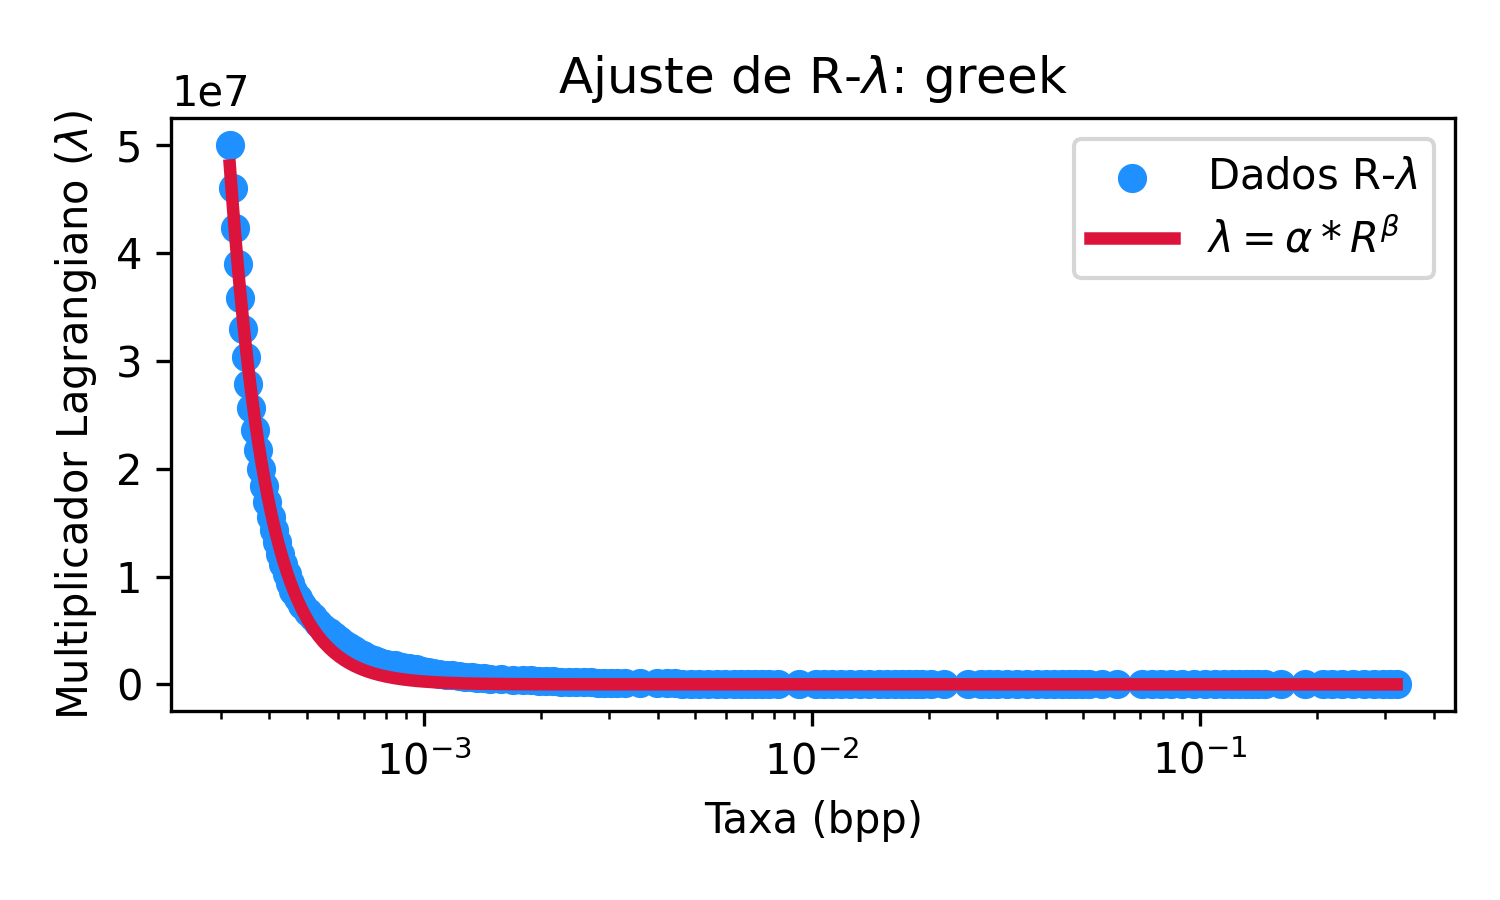 Ajuste de R-λ: greek
1e7
Multiplicador Lagrangiano (λ)
5
4
3
2
1
0
Dados R-λ
λ = α * R^β
10^−3 10^−2 10^−1
Taxa (bpp)